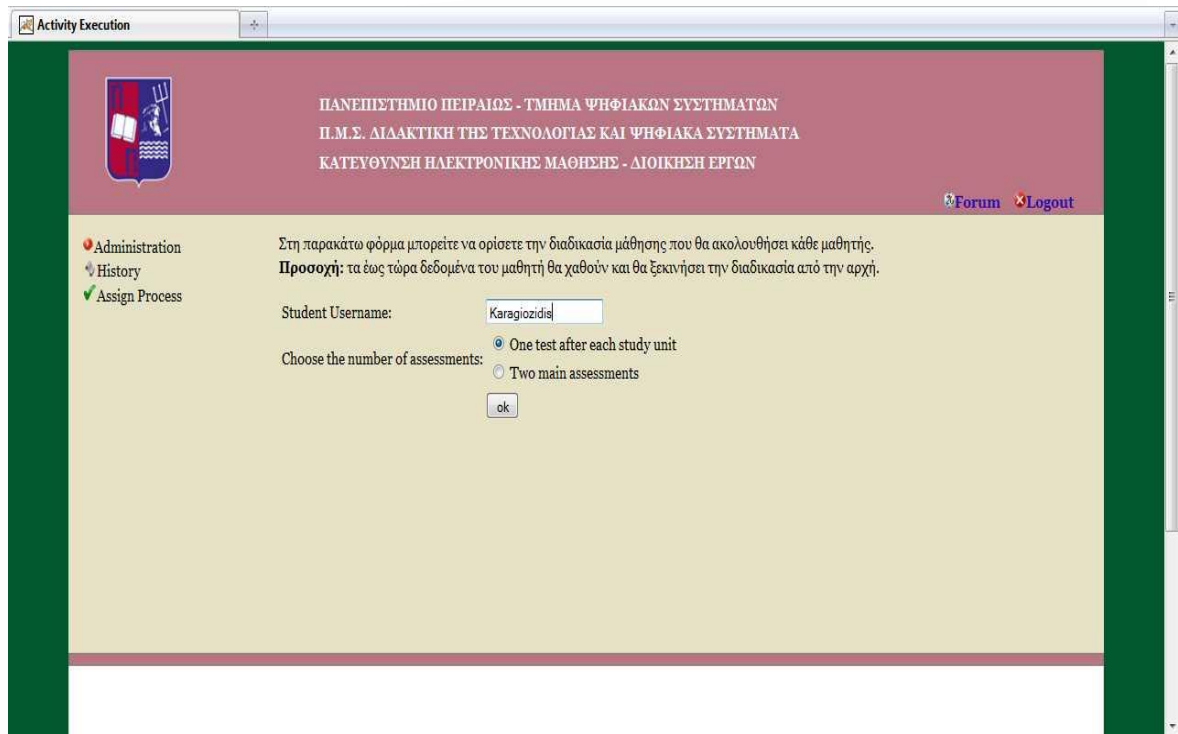 Activity Execution
ΠΑΝΕΠΙΣΤΗΜΙΟ ΠΕΙΡΑΙΩΣ - ΤΜΗΜΑ ΨΗΦΙΑΚΩΝ ΣΥΣΤΗΜΑΤΩΝ
Π.Μ.Σ. ΔΙΔΑΚΤΙΚΗ ΤΗΣ ΤΕΧΝΟΛΟΓΙΑΣ ΚΑΙ ΨΗΦΙΑΚΑ ΣΥΣΤΗΜΑΤΑ
ΚΑΤΕΥΘΥΝΣΗ ΗΛΕΚΤΡΟΝΙΚΗΣ ΜΑΘΗΣΗΣ - ΔΙΟΙΚΗΣΗ ΕΡΓΩΝ
Forum Logout
Administration
History
Assign Process
Στη παρακάτω φόρμα μπορείτε να ορίσετε την διαδικασία μάθησης που θα ακολουθήσει κάθε μαθητής.
Προσοχή: τα έως τώρα δεδομένα του μαθητή θα χαθούν και θα ξεκινήσει την διαδικασία από την αρχή.
Student Username: Karagiozidis
Choose the number of assessments:
One test after each study unit
Two main assessments
ok